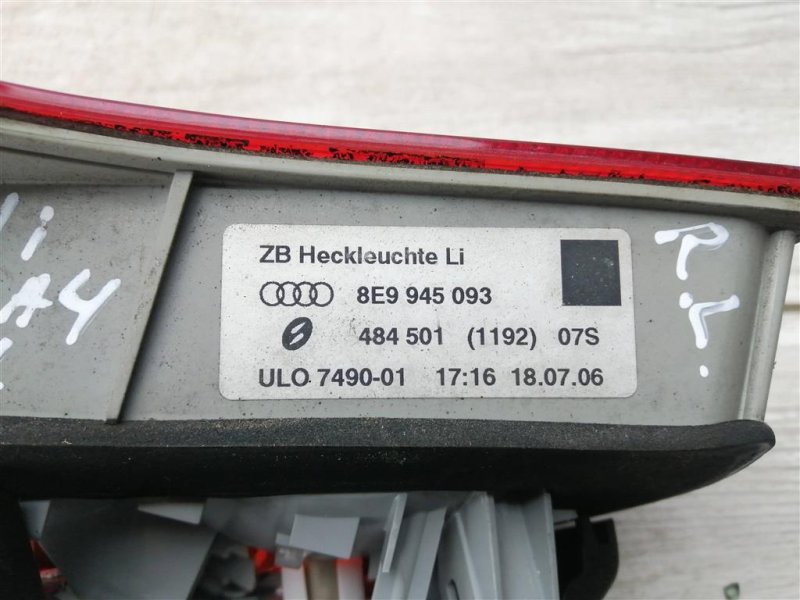 ZB Heckleuchte Li
8E9 945 093
484 501 (1192) 07S
ULO 7490-01 17:16 18.07.06
A4
R.L.